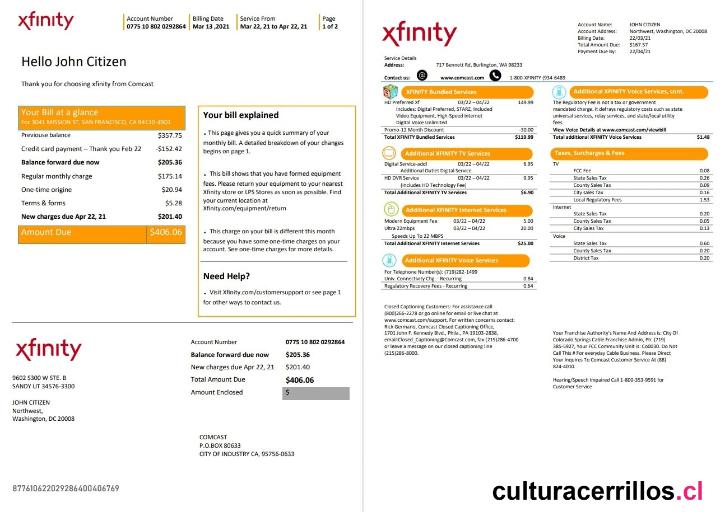 xfinity
Account Number
0775 10 802 0292864
Billing Date
Mar 13 ,2021
Service From
Mar 22, 21 to Apr 22, 21
Page
1 of 2
Hello John Citizen
Thank you for choosing xfinity from Comcast
Your Bill at a glance
For 3041 MISSION ST, SAN FRANCISCO, CA 94110-4901
Previouse balance $357.75
Credit card payment – Thank you Feb 22 -$152.42
Balance forward due now $205.36
Regular monthly charge $175.14
One-time origine $20.94
Terms & forms $5.28
New charges due Apr 22, 21 $201.40
Amount Due $406.06
Your bill explained
• This page gives you a quick summary of your
monthly bill. A detailed breakdown of your charges
begins on page 1.
• This bill shows that you have formed equipment
fees. Please return your equipment to your nearest
Xfinity store or LPS Stores as soon as possible. Find
your current location at
Xfinity.com/equipment/return
• This charge on your bill is different this month
because you have some one-time charges on your
account. See one-time charges for more details.
Need Help?
• Visit Xfinity.com/customersupport or see page 1
for other ways to contact us.
xfinity
9602 S300 W STE. B
SANDY UT 34576-3300
JOHN CITIZEN
Northwest,
Washington, DC 20008
Account Number 0775 10 802 0292864
Balance forward due now $205.36
New charges due Apr 22, 21 $201.40
Total Amount Due $406.06
Amount Enclosed $
COMCAST
P.O.BOX 80633
CITY OF INDUSTRY CA, 95756-0633
8776106220292864004067​69
xfinity
Account Name: JOHN CITIZEN
Account Address: Northwest, Washington, DC 20008
Billing Date: 22/03/21
Total Amount Due: $167.57
Payment Due by: 22/04/21
Service Details
Address: 717 Bennett Rd, Burlington, WA 98233
Contact us: www.comcast.com 1-800-XFINITY (934-6489
XFINITY Bundled Services
HD Preferred Xf 03/22 – 04/22 149.99
Includes: Digital Preferred, STARZ, Included
Video Equipment, High Speed Internet, And
Digital Voice Unlimited
Promo-12 Month Discount -30.00
Total XFINITY Bundled Services $119.99
Additional XFINITY TV Services
Digital Service-adel 03/22 – 04/22 6.95
Additional Outlet Digital Service
HD DVR Service 03/22 – 04/22 9.95
(Includes HD Technology Fee)
Total Additional XFINITY TV Services $6.90
Additional XFINITY Internet Services
Modern Equipment Fee 03/22 – 04/22 5.00
Ultra 22mbps 03/22 – 04/22 20.00
Speeds Up To 22 MBFS
Total Additional XFINITY Internet Services $25.00
Additional XFINITY Voice Services
For Telephone Number(s): (719)282-1499
Univ. Connectivity Chg - Recurring 0.84
Regulatory Recovery Fees - Recurring 0.64
Closed Captioning Customers: For assistance call
(800)266-2278 or go online for email or live chat at
www.comcast.com/support. For written concerns contact:
Rick Germano, Comcast Closed Captioning Office,
1701 John F. Kennedy Blvd., Phila., PA 19103-2838,
email:Closed_Captioning@Comcast.com, fax (215)286-4700
or leave a message on our closed captioning line
(215)286-8000.
Additional XFINITY Voice Services, cont.
The Regulatory Fee is not a tax or government
mandated charge. It defrays regulatory costs such as state
universal services, relay services, and state/local utility
fees.
View Voice Details at www.comcast.com/viewbill
Total additional XFINITY Voice Services $1.48
Taxes, Surcharges & Fees
TV
FCC Fee 0.08
State Sales Tax 0.26
County Sales Tax 0.09
City sales Tax 0.16
Local Regulatory Fees 1.53
Internet
State Sales Tax 0.20
County Sales Tax 0.05
City Sales Tax 0.13
Voice
State Sales Tax 0.60
County Sales Tax 0.20
District Tax 0.20
Your Franchise Authority's Name And Address is: City Of
Colorado Springs Cable Franchise Admin, Ph: (719)
385-5927, Your FCC Community Unit is: Co0030. Do Not
Call This # For everyday Cable Business. Please Direct
Your Inquires To Comcast Customer Service At (88)
824-4010.
Hearing/Speech Impaired Call 1-800-353-9591 for
Customer Service
culturacerrillos.cl